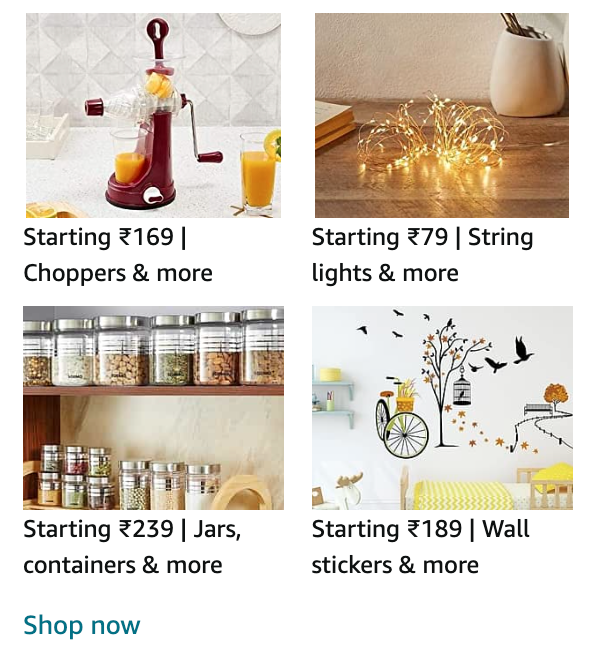 Starting ₹169 |
Choppers & more
Starting ₹79 | String
lights & more
Starting ₹239 | Jars,
containers & more
Starting ₹189 | Wall
stickers & more
Shop now